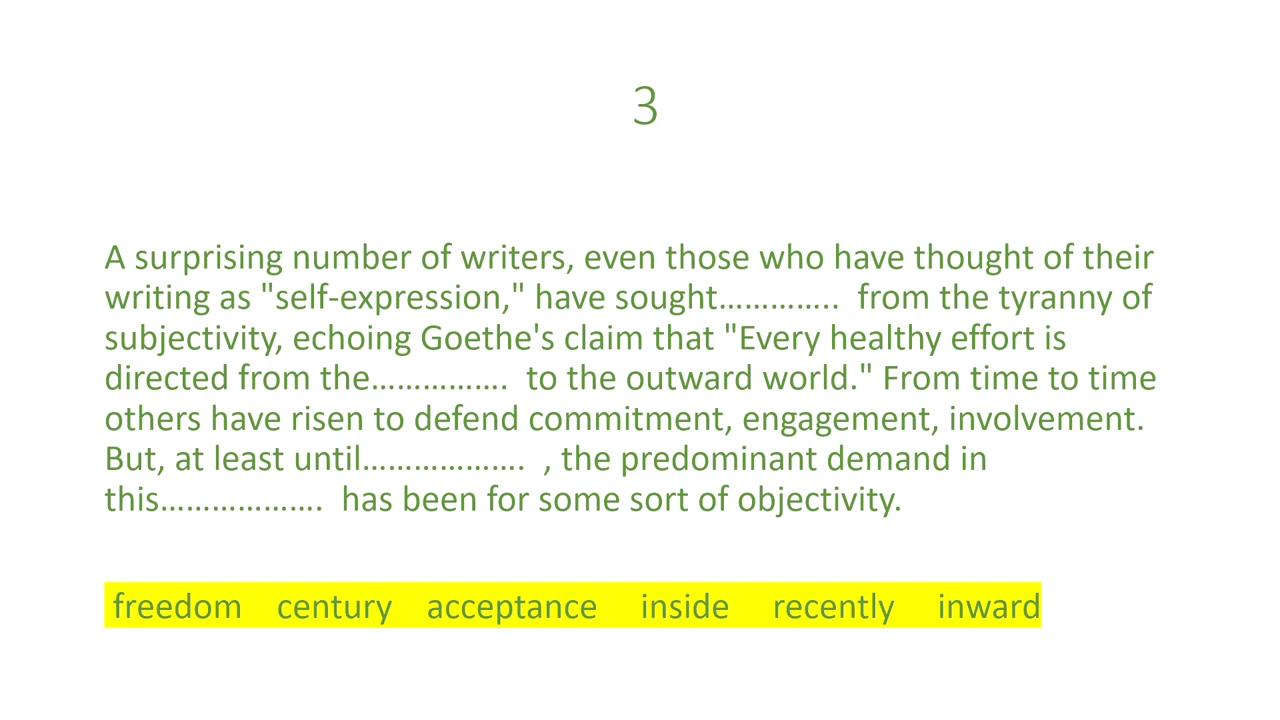 3
A surprising number of writers, even those who have thought of their
writing as "self-expression," have sought………….. from the tyranny of
subjectivity, echoing Goethe's claim that "Every healthy effort is
directed from the……………. to the outward world." From time to time
others have risen to defend commitment, engagement, involvement.
But, at least until………………. , the predominant demand in
this………………. has been for some sort of objectivity.
freedom century acceptance inside recently inward